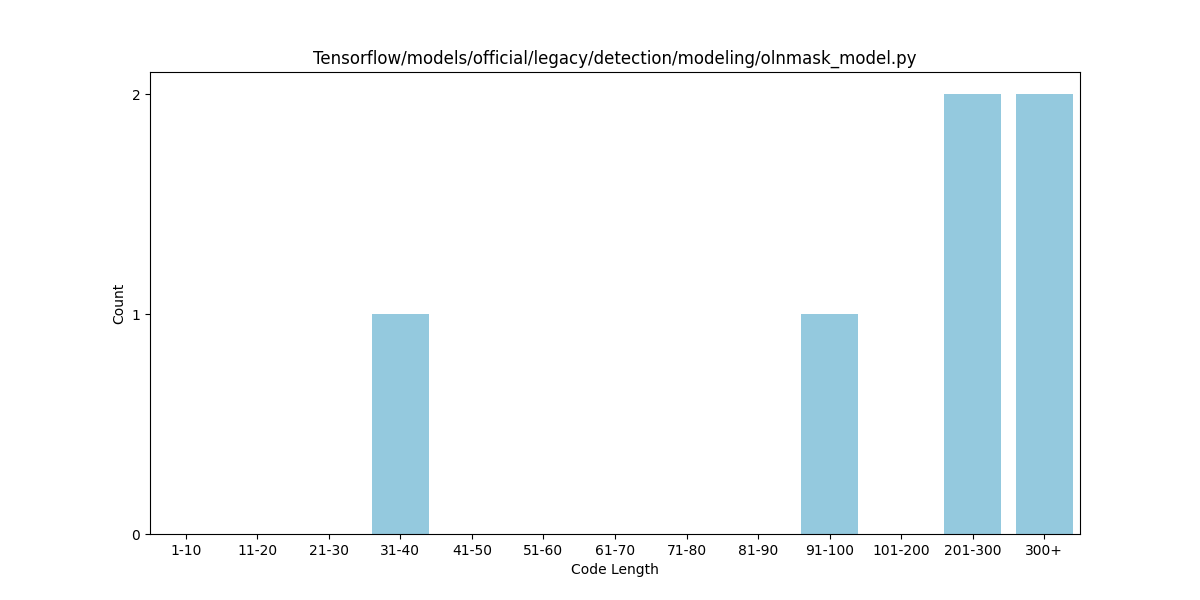 Tensorflow/models/official/legacy/detection/modeling/olnmask_model.py
2
1
0
Count
1-10 11-20 21-30 31-40 41-50 51-60 61-70 71-80 81-90 91-100 101-200 201-300 300+
Code Length